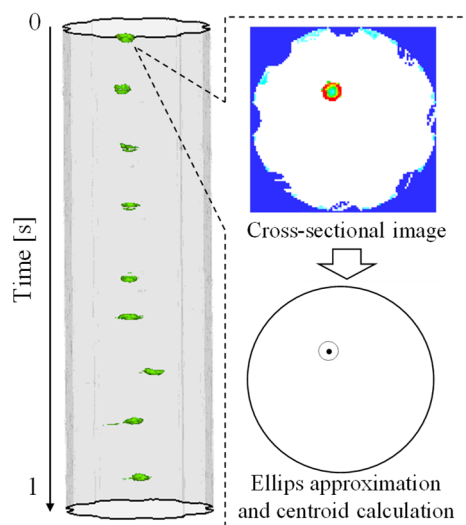 0
Time [s]
1
Cross-sectional image
Ellips approximation
and centroid calculation